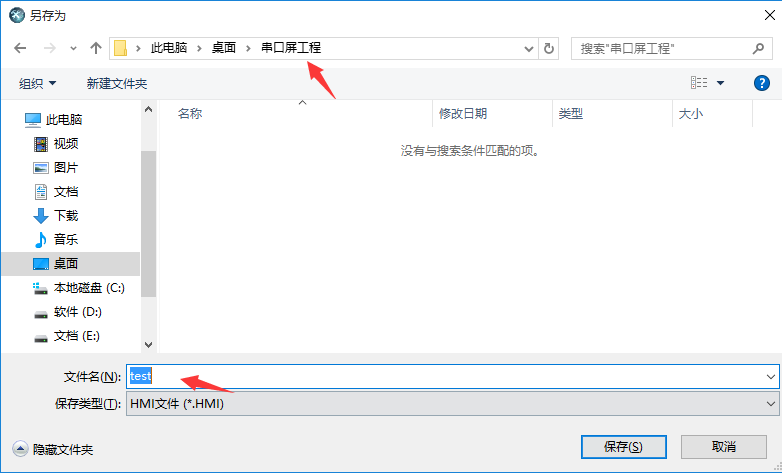 另存为
此电脑 > 桌面 > 串口屏工程
搜索"串口屏工程"
组织 新建文件夹
名称 修改日期 类型 大小
没有与搜索条件匹配的项。
此电脑
视频
图片
文档
下载
音乐
桌面
本地磁盘 (C:)
软件 (D:)
文档 (E:)
文件名(N): test
保存类型(T): HMI文件 (*.HMI)
隐藏文件夹
保存(S) 取消